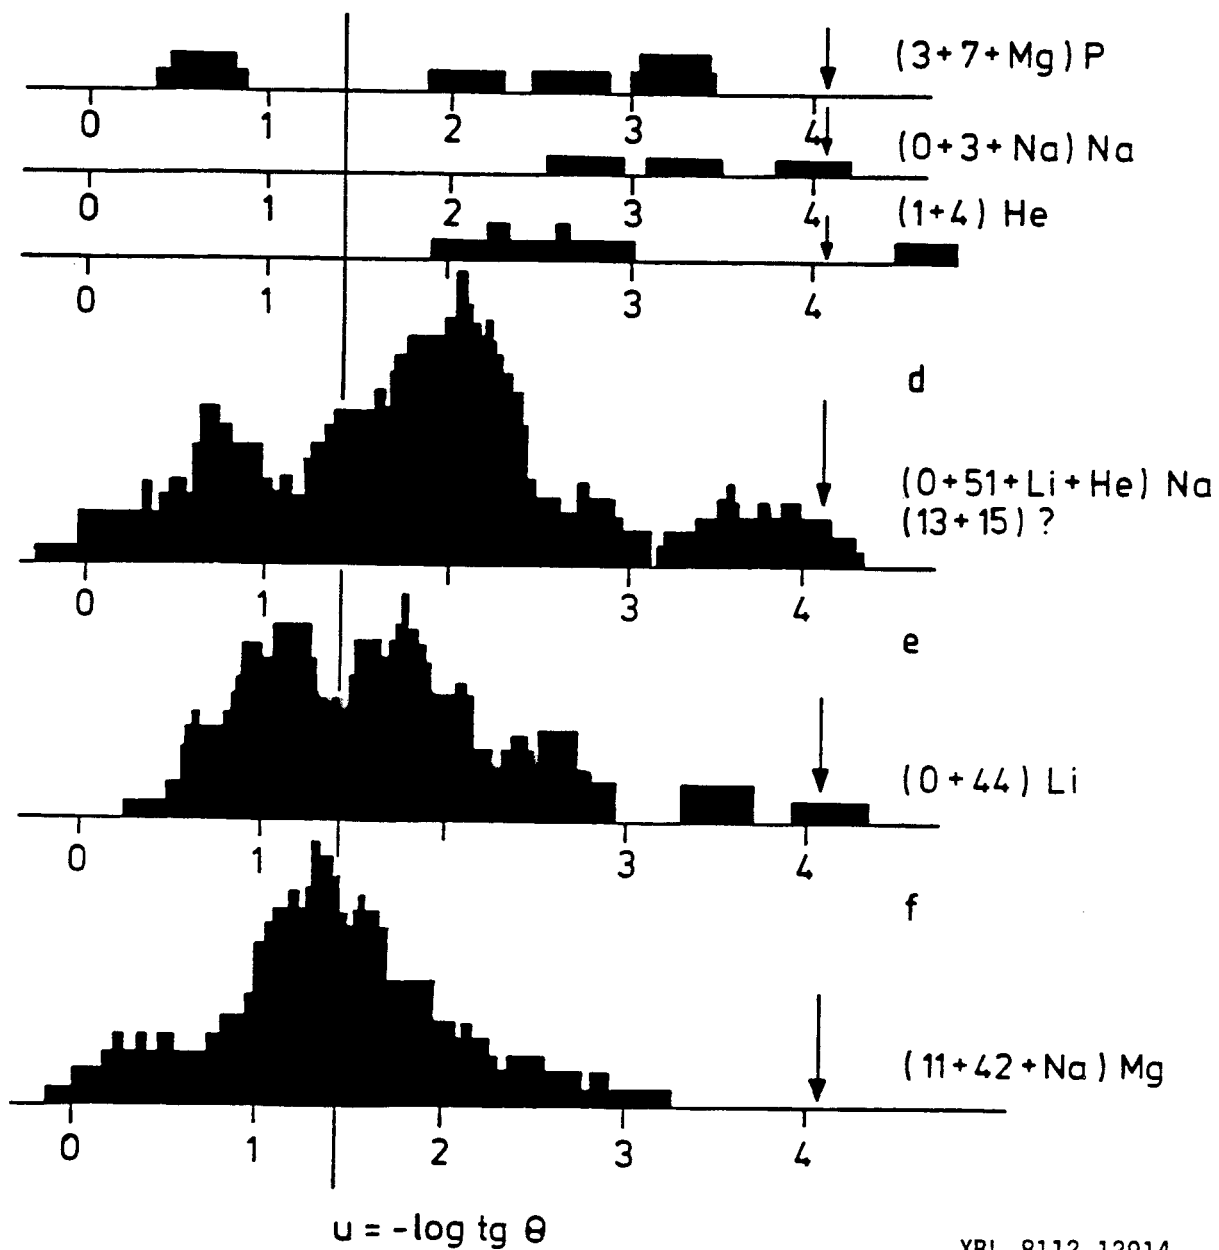 (3+7+Mg) P
0 1 2 3 4
(0+3+Na) Na
0 1 2 3 4
(1+4) He
0 1 3 4
d
(0+51+Li+He) Na
(13+15) ?
0 1 3 4
e
(0+44) Li
0 1 3 4
f
(11+42+Na) Mg
0 1 2 3 4
u = -log tg θ